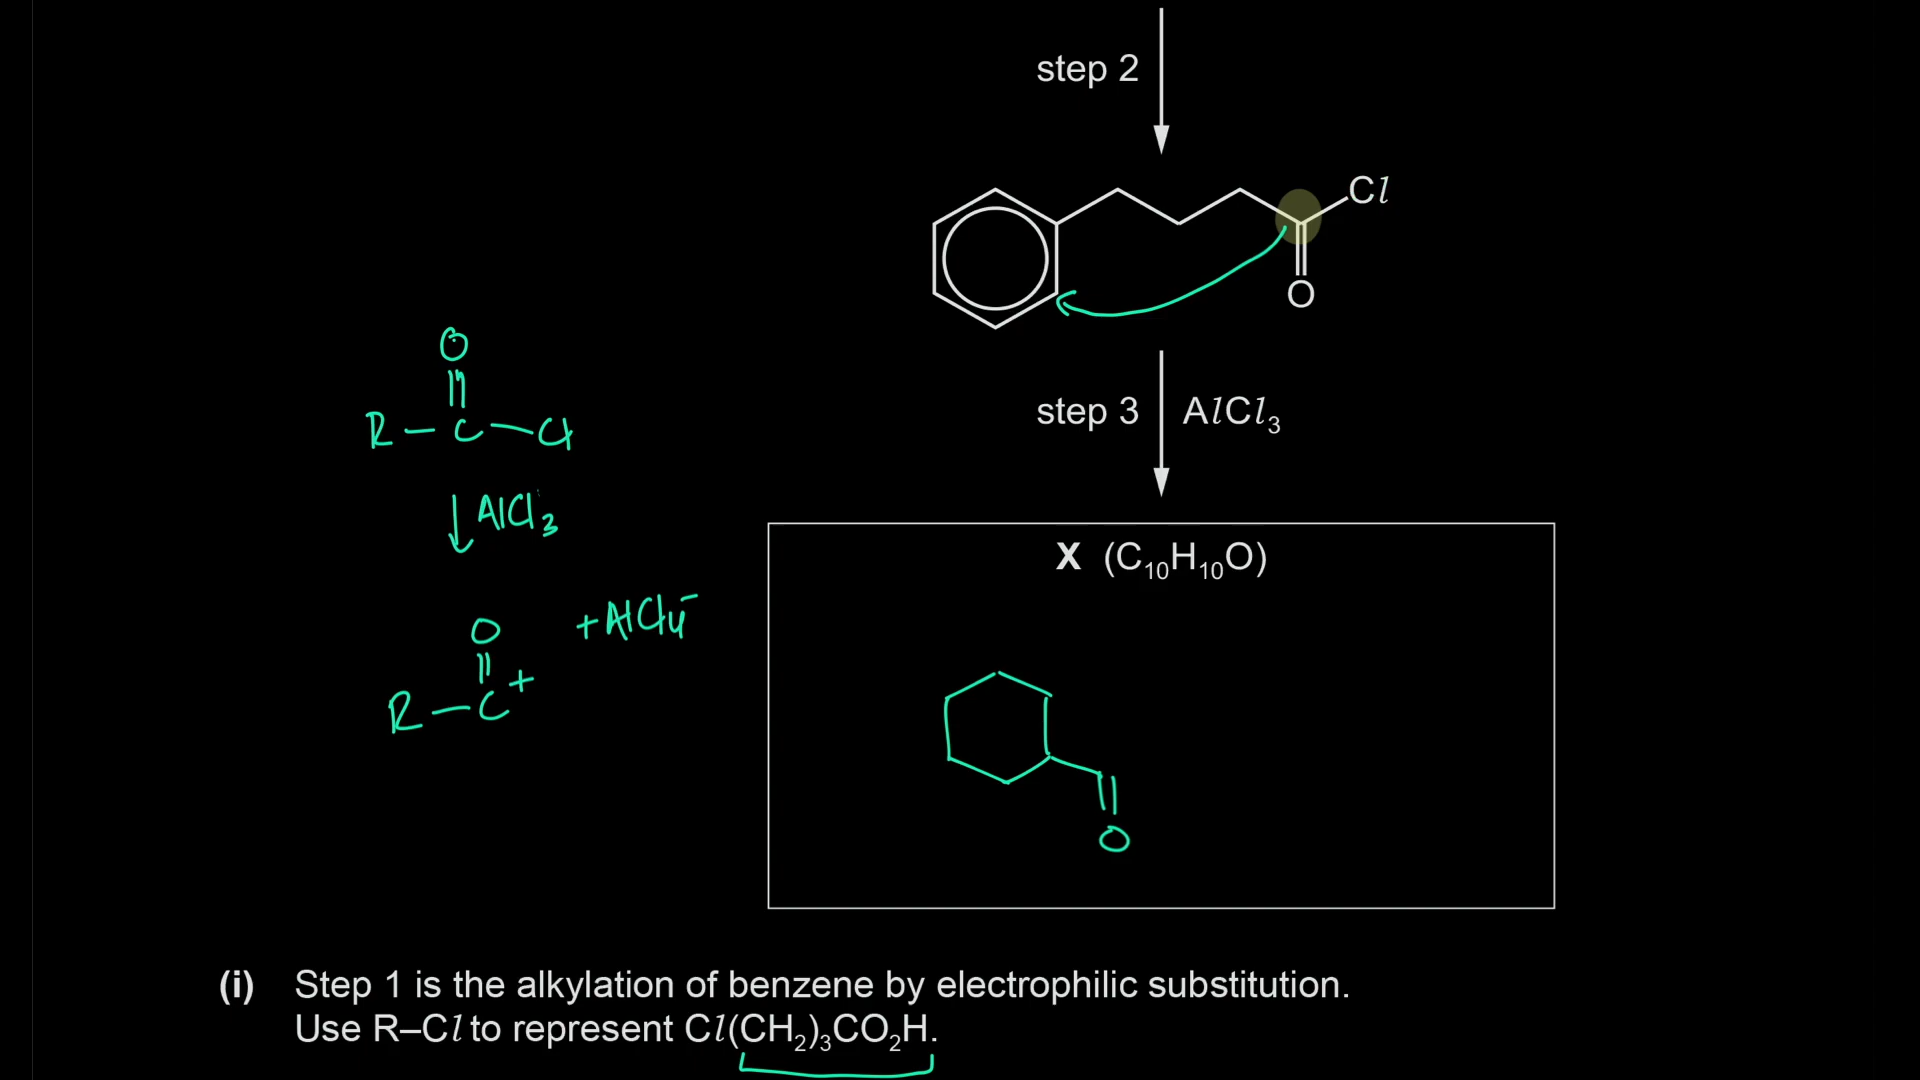 step 2
Cl
O
O
R – C – Cl
step 3 AlCl₃
↓ AlCl₃
X (C₁₀H₁₀O)
O + AlCl₄⁻
R – C +
O
(i) Step 1 is the alkylation of benzene by electrophilic substitution.
Use R–Cl to represent Cl(CH₂)₃CO₂H.